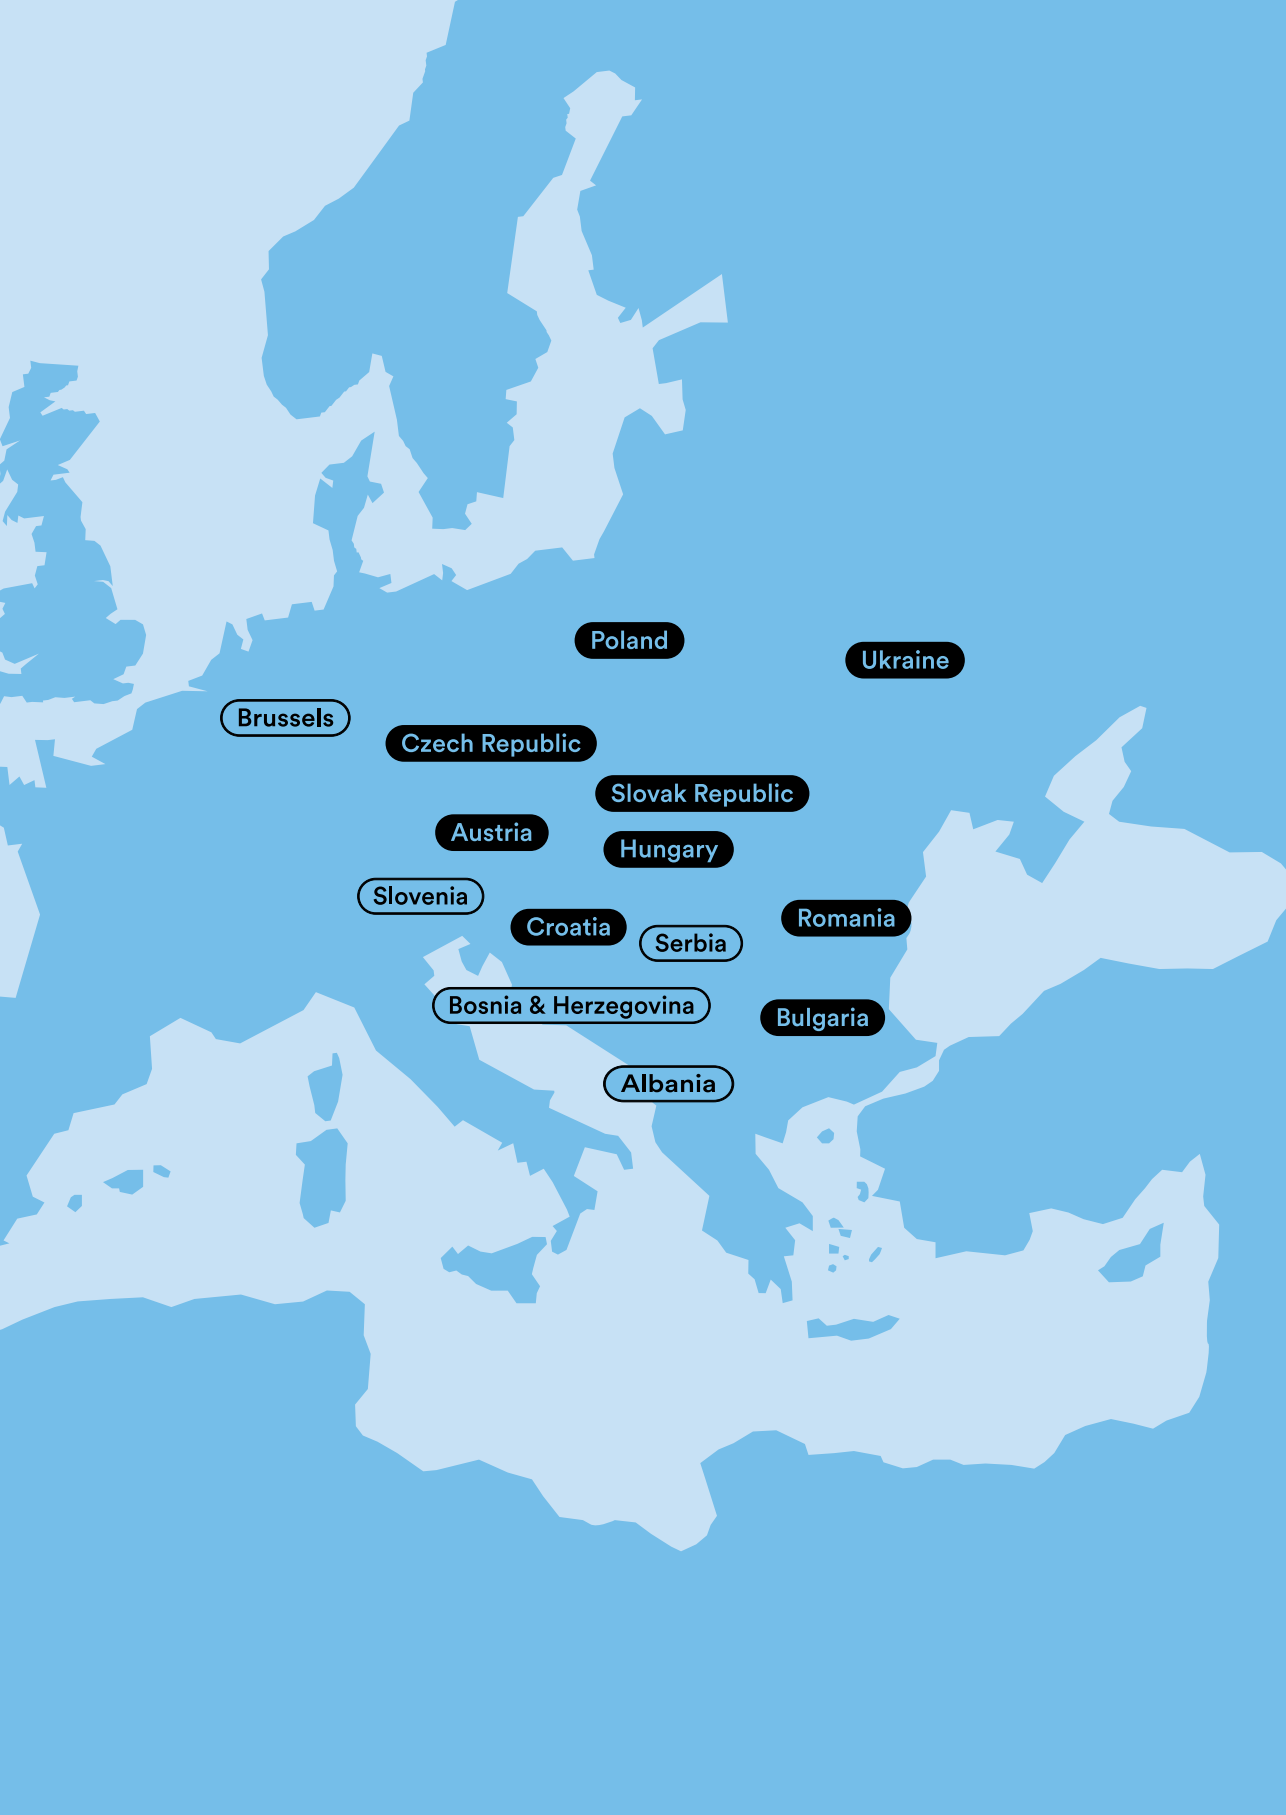 Poland
Ukraine
Brussels
Czech Republic
Slovak Republic
Austria
Hungary
Slovenia
Croatia
Romania
Serbia
Bosnia & Herzegovina
Bulgaria
Albania